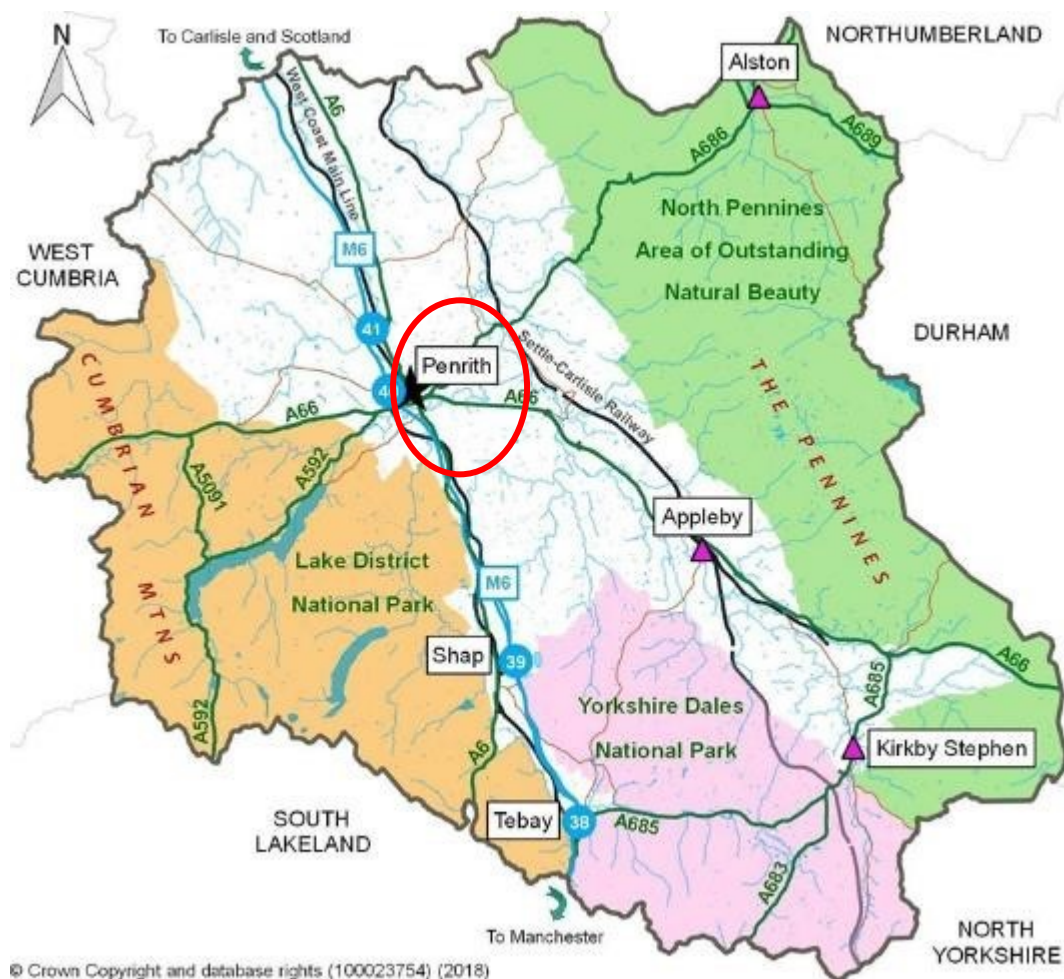 N
To Carlisle and Scotland
NORTHUMBERLAND
Alston
A6
West Coast Main Line
A686
A689
North Pennines
Area of Outstanding
Natural Beauty
WEST
CUMBRIA
M6
41
DURHAM
Penrith
Settle-Carlisle Railway
A66
A66
CUMBRIAN
MTNS
THE PENNINES
A5091
A592
Appleby
Lake District
National Park
M6
Shap
39
A685
A66
Yorkshire Dales
National Park
A592
A6
Kirkby Stephen
SOUTH
LAKELAND
Tebay
38
A685
A683
To Manchester
NORTH
YORKSHIRE
© Crown Copyright and database rights (100023754) (2018)